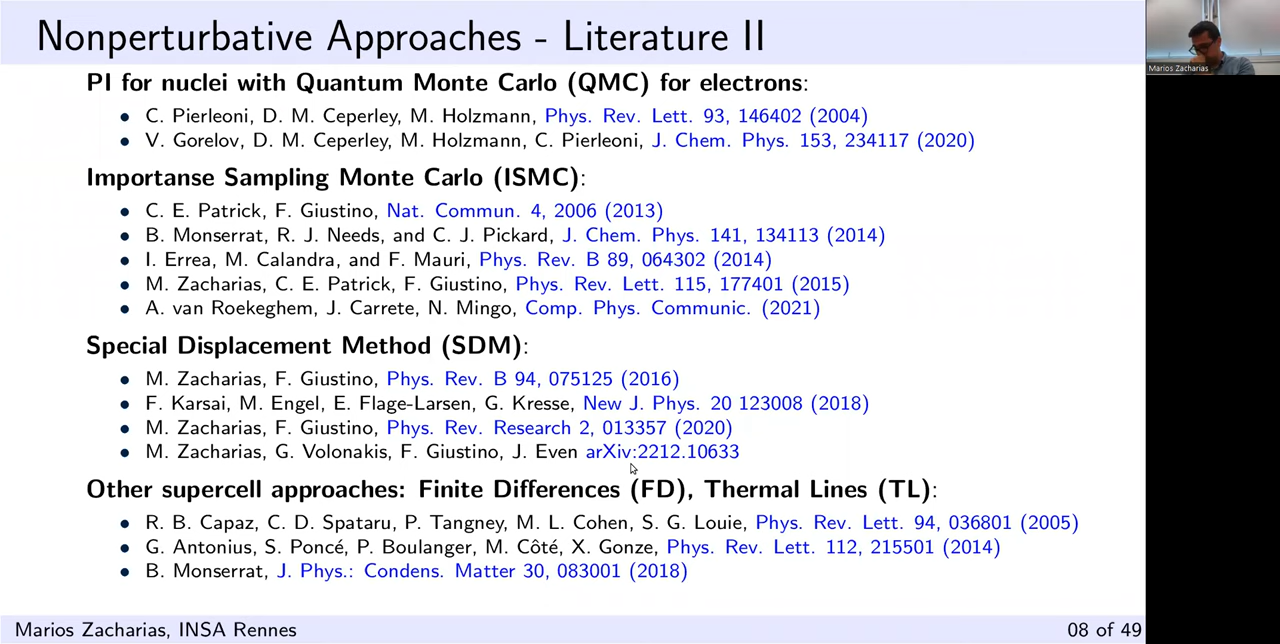 Nonperturbative Approaches - Literature II
Marios Zacharias
PI for nuclei with Quantum Monte Carlo (QMC) for electrons:
• C. Pierleoni, D. M. Ceperley, M. Holzmann, Phys. Rev. Lett. 93, 146402 (2004)
• V. Gorelov, D. M. Ceperley, M. Holzmann, C. Pierleoni, J. Chem. Phys. 153, 234117 (2020)
Importanse Sampling Monte Carlo (ISMC):
• C. E. Patrick, F. Giustino, Nat. Commun. 4, 2006 (2013)
• B. Monserrat, R. J. Needs, and C. J. Pickard, J. Chem. Phys. 141, 134113 (2014)
• I. Errea, M. Calandra, and F. Mauri, Phys. Rev. B 89, 064302 (2014)
• M. Zacharias, C. E. Patrick, F. Giustino, Phys. Rev. Lett. 115, 177401 (2015)
• A. van Roekeghem, J. Carrete, N. Mingo, Comp. Phys. Communic. (2021)
Special Displacement Method (SDM):
• M. Zacharias, F. Giustino, Phys. Rev. B 94, 075125 (2016)
• F. Karsai, M. Engel, E. Flage-Larsen, G. Kresse, New J. Phys. 20 123008 (2018)
• M. Zacharias, F. Giustino, Phys. Rev. Research 2, 013357 (2020)
• M. Zacharias, G. Volonakis, F. Giustino, J. Even arXiv:2212.10633
Other supercell approaches: Finite Differences (FD), Thermal Lines (TL):
• R. B. Capaz, C. D. Spataru, P. Tangney, M. L. Cohen, S. G. Louie, Phys. Rev. Lett. 94, 036801 (2005)
• G. Antonius, S. Poncé, P. Boulanger, M. Côté, X. Gonze, Phys. Rev. Lett. 112, 215501 (2014)
• B. Monserrat, J. Phys.: Condens. Matter 30, 083001 (2018)
Marios Zacharias, INSA Rennes
08 of 49